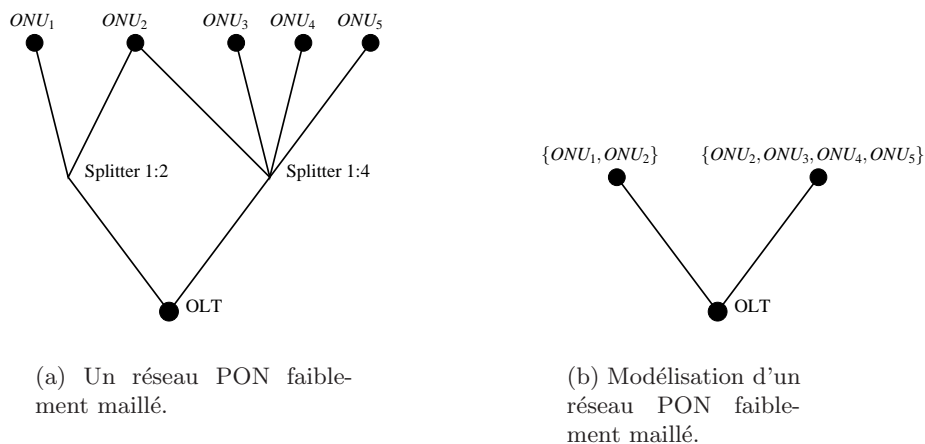 ONU₁ ONU₂ ONU₃ ONU₄ ONU₅
Splitter 1:2
Splitter 1:4
OLT
(a) Un réseau PON faible-
ment maillé.
{ONU₁, ONU₂}
{ONU₂, ONU₃, ONU₄, ONU₅}
OLT
(b) Modélisation d'un
réseau PON faible-
ment maillé.